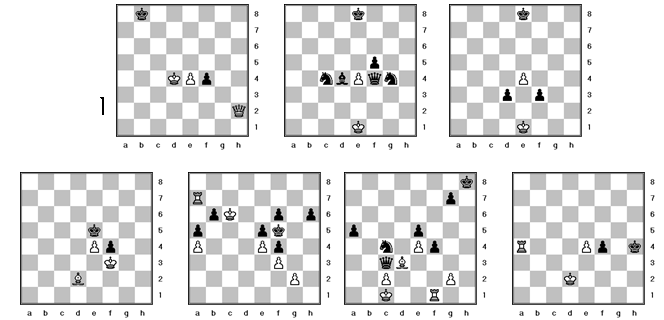 8 8 8
7 7 7
6 6 6
5 5 5
4 4 4
3 3 3
2 2 2
1 1 1
a b c d e f g h a b c d e f g h a b c d e f g h
8 8 8 8
7 7 7 7
6 6 6 6
5 5 5 5
4 4 4 4
3 3 3 3
2 2 2 2
1 1 1 1
a b c d e f g h a b c d e f g h a b c d e f g h a b c d e f g h